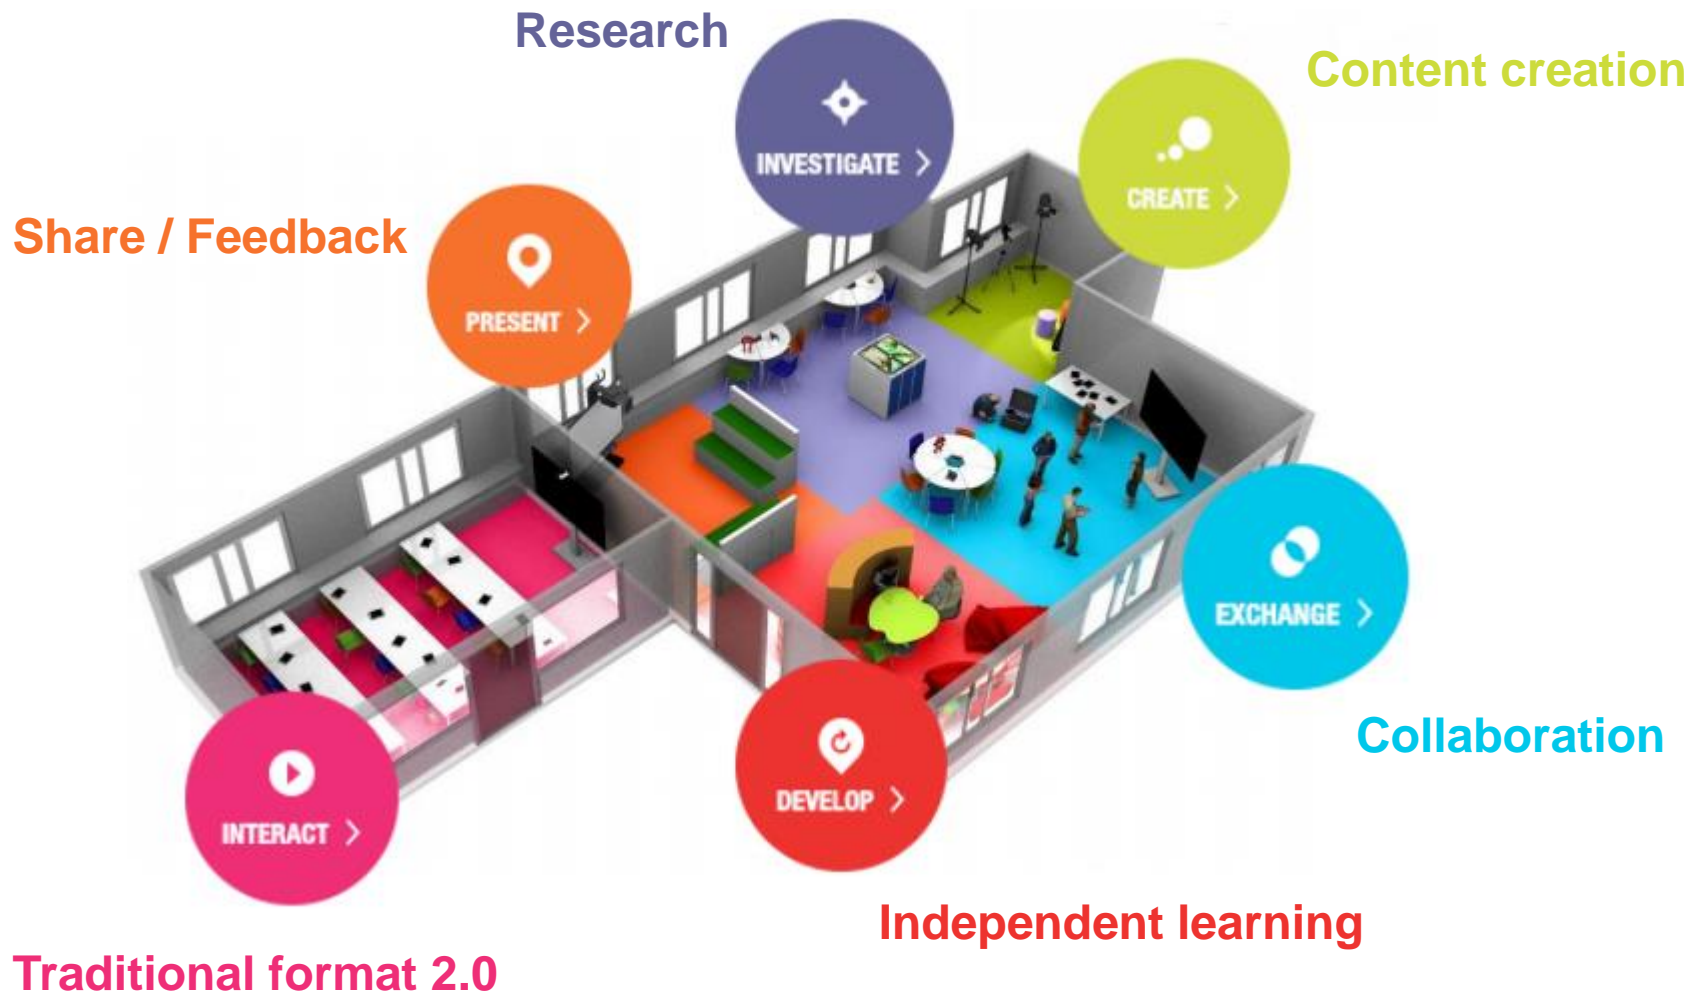 Research
Content creation
INVESTIGATE >
CREATE >
Share / Feedback
PRESENT >
EXCHANGE >
Collaboration
DEVELOP >
INTERACT >
Independent learning
Traditional format 2.0